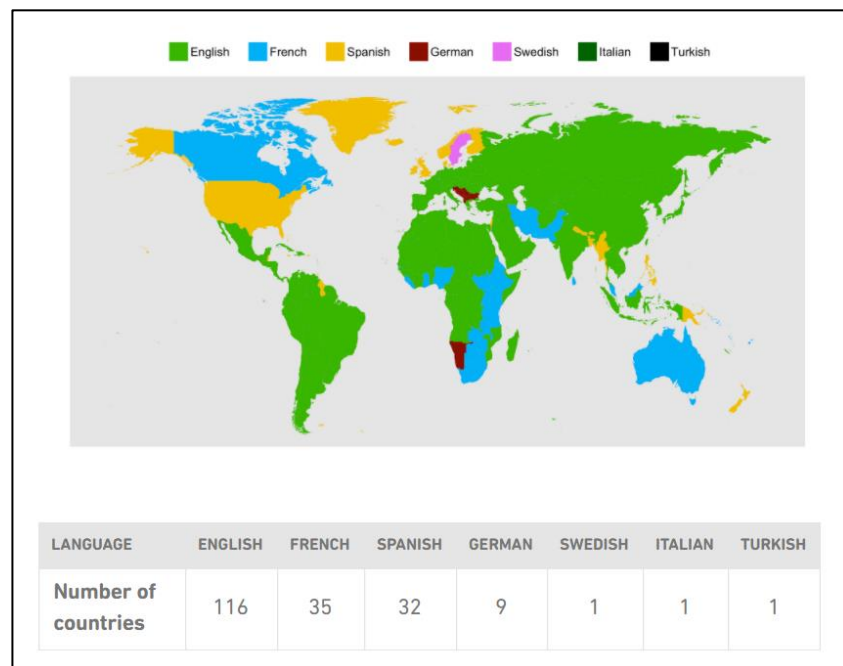 English French Spanish German Swedish Italian Turkish
LANGUAGE ENGLISH FRENCH SPANISH GERMAN SWEDISH ITALIAN TURKISH
Number of
countries 116 35 32 9 1 1 1